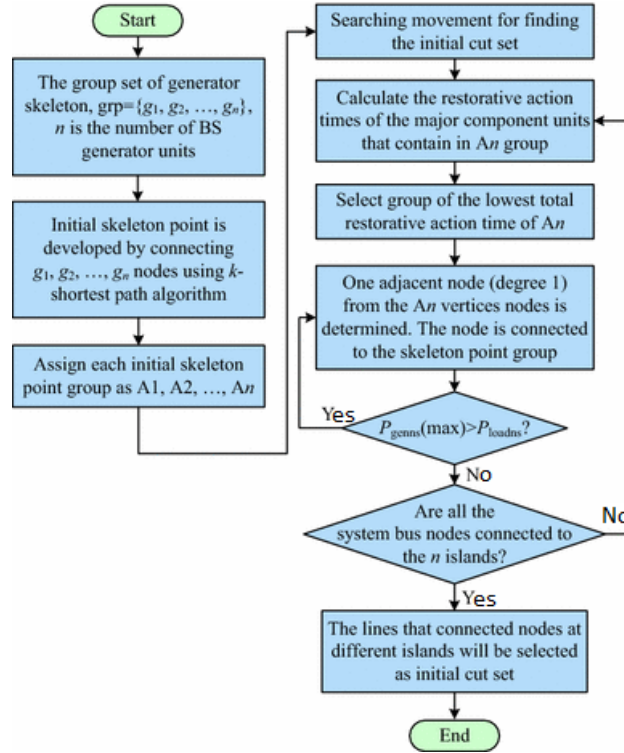 Start
The group set of generator
skeleton, grp={g1, g2, …, gn},
n is the number of BS
generator units
Initial skeleton point is
developed by connecting
g1, g2, …, gn nodes using k-
shortest path algorithm
Assign each initial skeleton
point group as A1, A2, …, An
Searching movement for finding
the initial cut set
Calculate the restorative action
times of the major component units
that contain in An group
Select group of the lowest total
restorative action time of An
One adjacent node (degree 1)
from the An vertices nodes is
determined. The node is connected
to the skeleton point group
Yes
Pgenns(max)>Ploadns?
No
Are all the
system bus nodes connected to
the n islands?
No
Yes
The lines that connected nodes at
different islands will be selected
as initial cut set
End